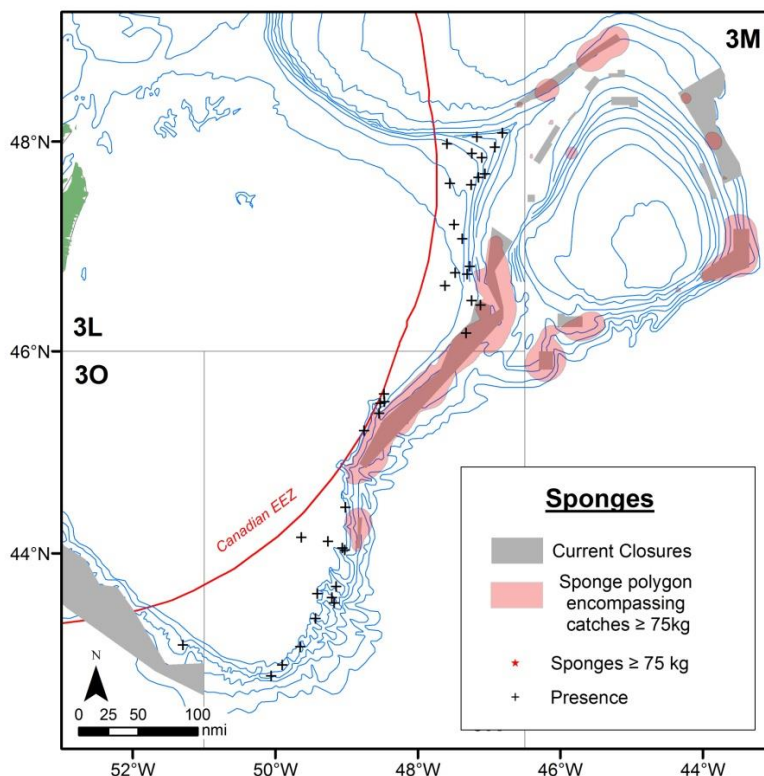 3M
48°N
3L
46°N
3O
Canadian EEZ
44°N
Sponges
Current Closures
Sponge polygon
encompassing
catches ≥ 75kg
Sponges ≥ 75 kg
Presence
N
0 25 50 100
nmi
52°W 50°W 48°W 46°W 44°W